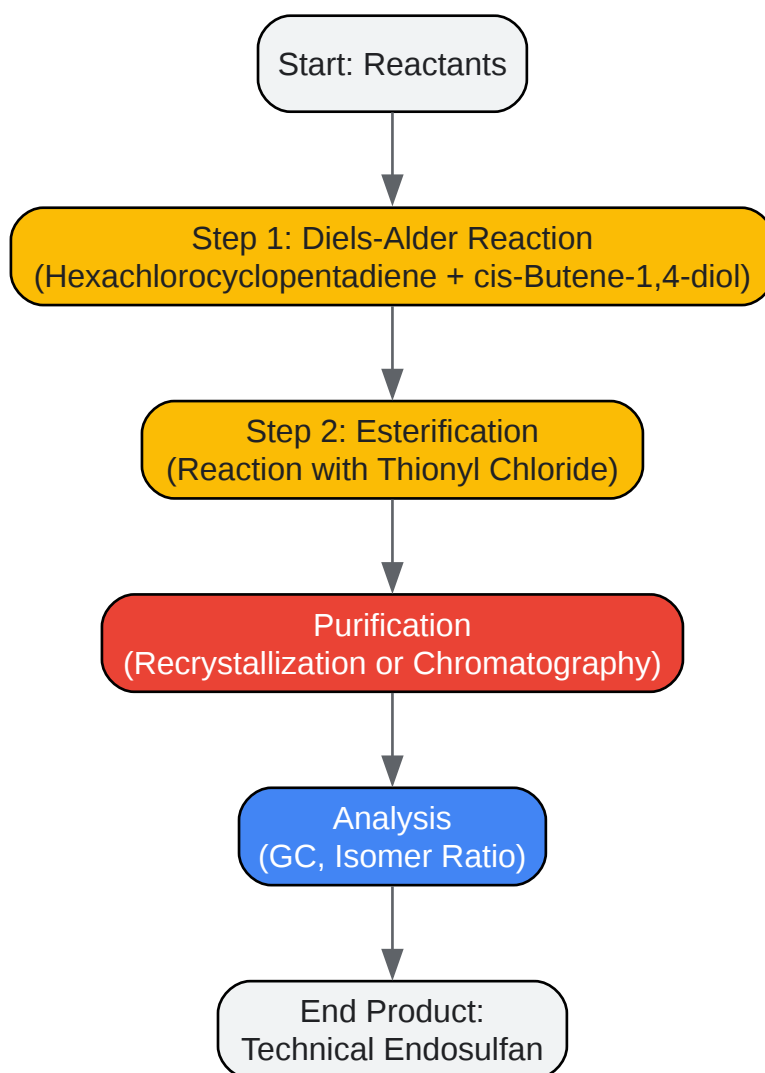 Start: Reactants
Step 1: Diels-Alder Reaction
(Hexachlorocyclopentadiene + cis-Butene-1,4-diol)
Step 2: Esterification
(Reaction with Thionyl Chloride)
Purification
(Recrystallization or Chromatography)
Analysis
(GC, Isomer Ratio)
End Product:
Technical Endosulfan